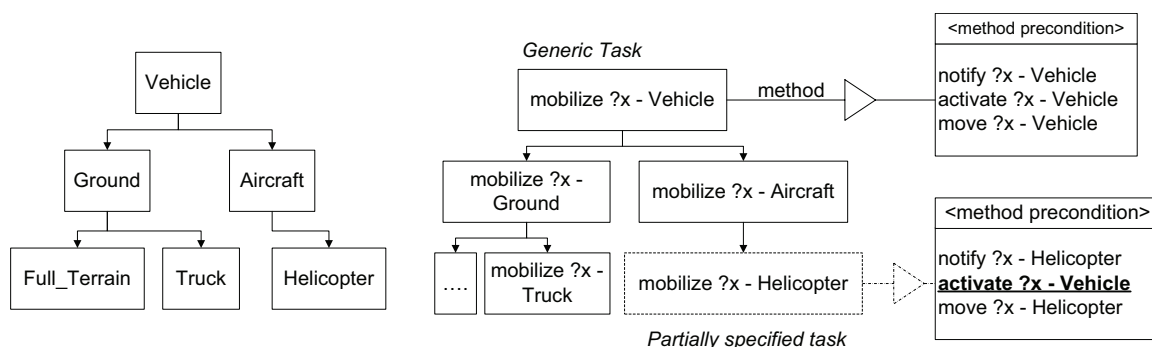 Vehicle
Ground
Aircraft
Full_Terrain
Truck
Helicopter
Generic Task
mobilize ?x - Vehicle
method
mobilize ?x -
Ground
mobilize ?x - Aircraft
....
mobilize ?x -
Truck
mobilize ?x - Helicopter
Partially specified task
<method precondition>
notify ?x - Vehicle
activate ?x - Vehicle
move ?x - Vehicle
<method precondition>
notify ?x - Helicopter
activate ?x - Vehicle
move ?x - Helicopter